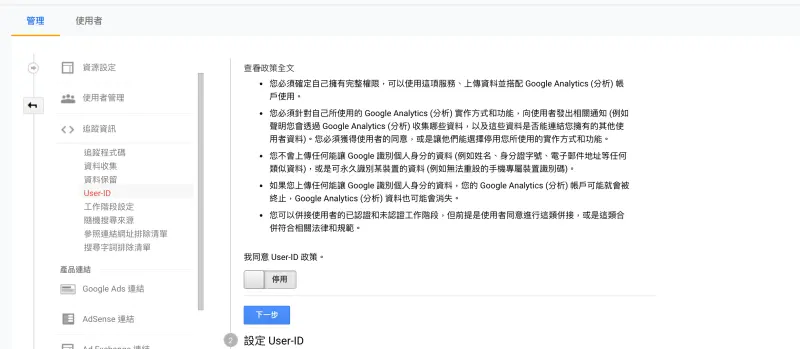 管理
使用者
資源設定
使用者管理
追蹤資訊
追蹤程式碼
資料收集
資料保留
User-ID
工作階段設定
隨機搜尋來源
參照連結網址排除清單
搜尋字詞排除清單
產品連結
Google Ads 連結
AdSense 連結
Ad Exchange 連結
查看政策全文
• 您必須確定自己擁有完整權限，可以使用這項服務、上傳資料並搭配 Google Analytics (分析) 帳
戶使用。
• 您必須針對自己所使用的 Google Analytics (分析) 實作方式和功能，向使用者發出相關通知 (例如
聲明您會透過 Google Analytics (分析) 收集哪些資料，以及這些資料是否能連結您擁有的其他使
用者資料)。您必須獲得使用者的同意，或是讓他們能選擇停用您所使用的實作方式和功能。
• 您不會上傳任何能讓 Google 識別個人身分的資料 (例如姓名、身分證字號、電子郵件地址等任何
類似資料)，或是可永久識別某裝置的資料 (例如無法重設的手機專屬裝置識別碼)。
• 如果您上傳任何能讓 Google 識別個人身分的資料，您的 Google Analytics (分析) 帳戶可能就會被
終止，Google Analytics (分析) 資料也可能會消失。
• 您可以併接使用者的已認證和未認證工作階段，但前提是使用者同意進行這類併接，或是這類合
併符合相關法律和規範。
我同意 User-ID 政策。
停用
下一步
2 設定 User-ID